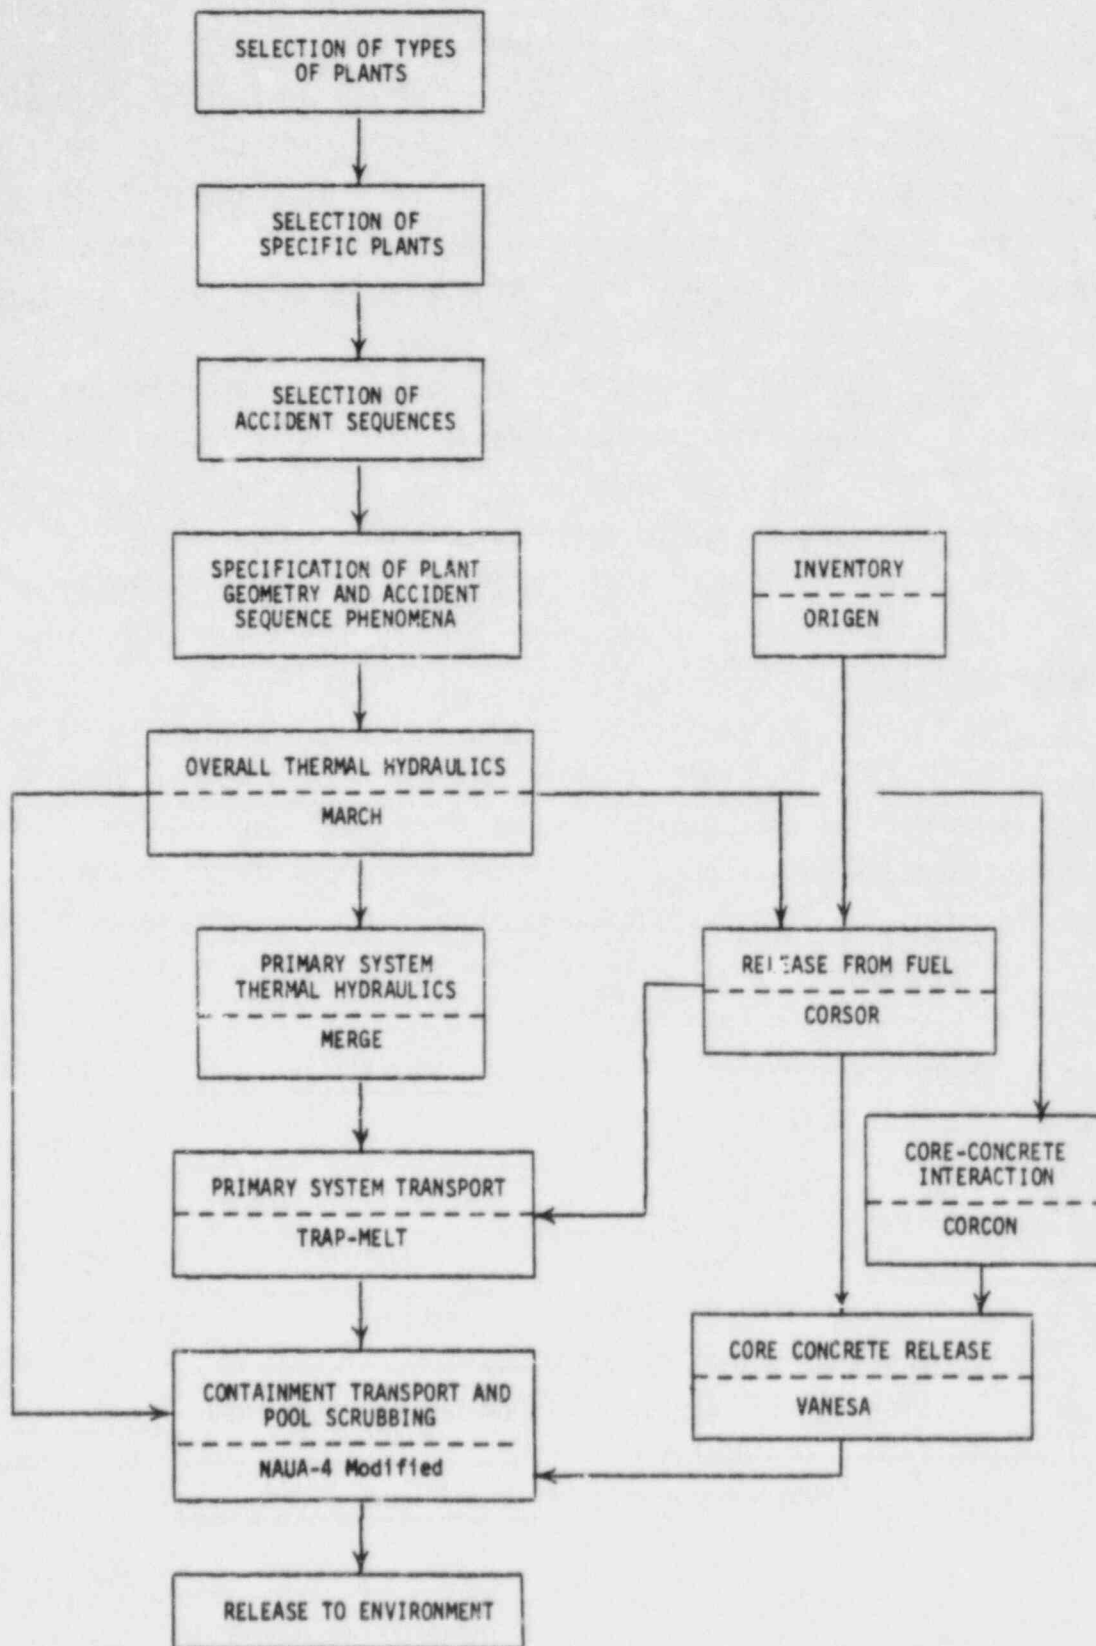 SELECTION OF TYPES
OF PLANTS
SELECTION OF
SPECIFIC PLANTS
SELECTION OF
ACCIDENT SEQUENCES
SPECIFICATION OF PLANT
GEOMETRY AND ACCIDENT
SEQUENCE PHENOMENA
INVENTORY
ORIGEN
OVERALL THERMAL HYDRAULICS
MARCH
PRIMARY SYSTEM
THERMAL HYDRAULICS
MERGE
RELEASE FROM FUEL
CORSOR
PRIMARY SYSTEM TRANSPORT
TRAP-MELT
CORE-CONCRETE
INTERACTION
CORCON
CORE CONCRETE RELEASE
VANESA
CONTAINMENT TRANSPORT AND
POOL SCRUBBING
NAUA-4 Modified
RELEASE TO ENVIRONMENT